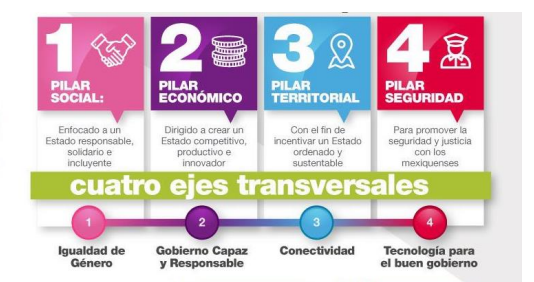 1
PILAR
SOCIAL:
Enfocado a un
Estado responsable,
solidario e
incluyente
2
PILAR
ECONÓMICO
Dirigido a crear un
Estado competitivo,
productivo e
innovador
3
PILAR
TERRITORIAL
Con el fin de
incentivar un Estado
ordenado y
sustentable
4
PILAR
SEGURIDAD
Para promover la
seguridad y justicia
con los
mexiquenses
cuatro ejes transversales
1
Igualdad de
Género
2
Gobierno Capaz
y Responsable
3
Conectividad
4
Tecnología para
el buen gobierno